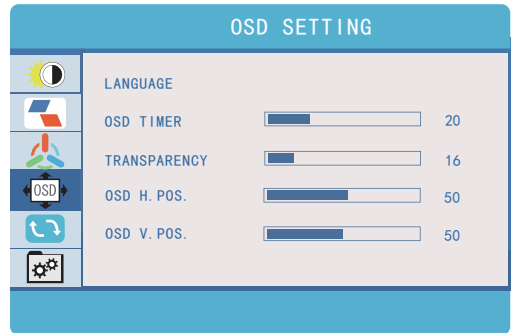 OSD SETTING
LANGUAGE
OSD TIMER 20
TRANSPARENCY 16
OSD H. POS. 50
OSD V. POS. 50
OSD